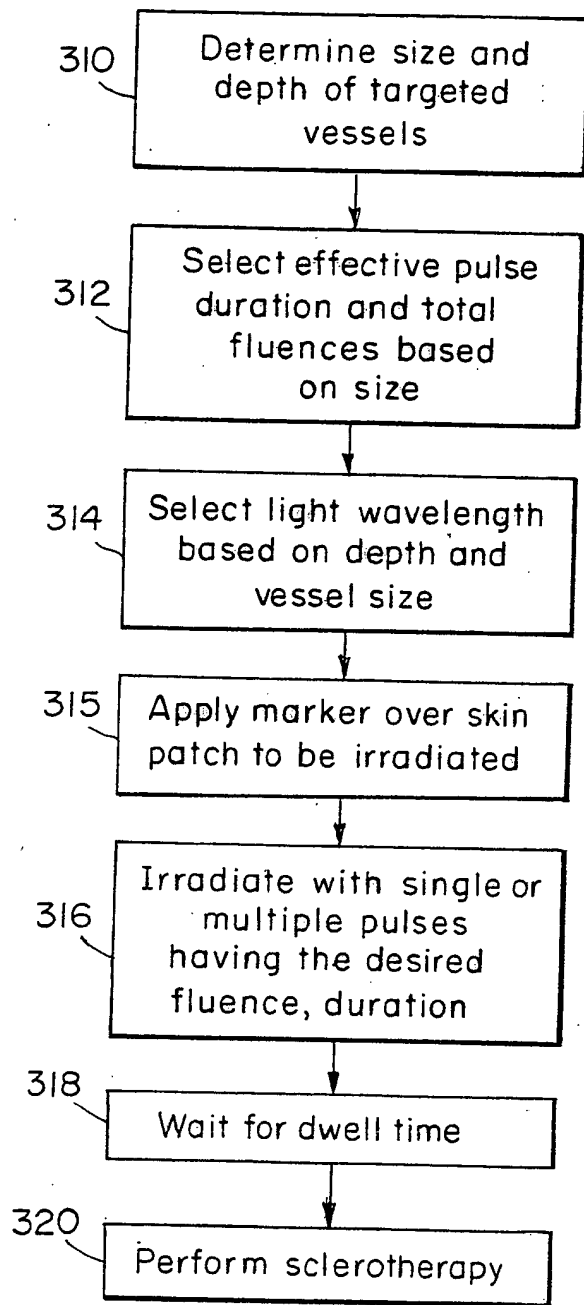 310
Determine size and
depth of targeted
vessels
312
Select effective pulse
duration and total
fluences based
on size
314
Select light wavelength
based on depth and
vessel size
315
Apply marker over skin
patch to be irradiated
316
Irradiate with single or
multiple pulses
having the desired
fluence, duration
318
Wait for dwell time
320
Perform sclerotherapy